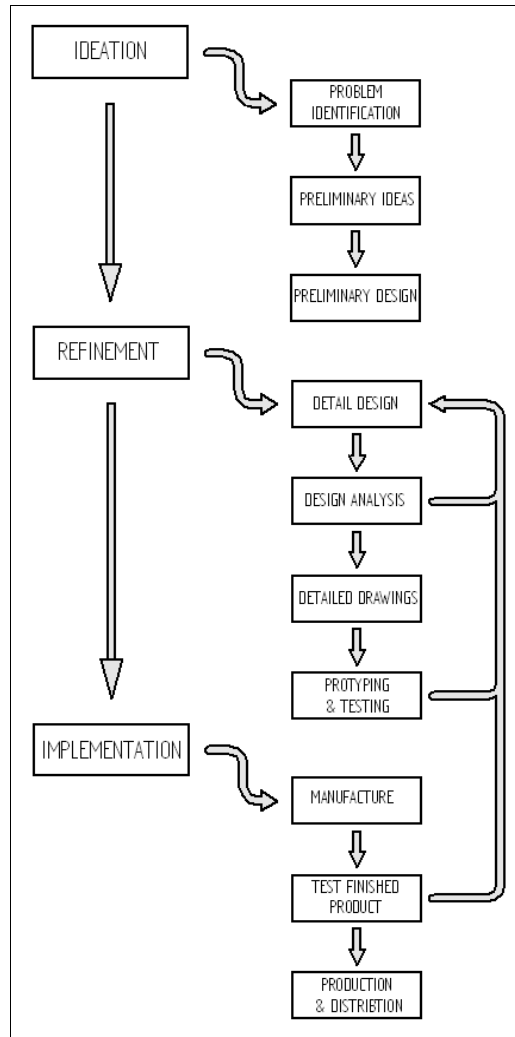 IDEATION
PROBLEM
IDENTIFICATION
PRELIMINARY IDEAS
PRELIMINARY DESIGN
REFINEMENT
DETAIL DESIGN
DESIGN ANALYSIS
DETAILED DRAWINGS
PROTYPING
& TESTING
IMPLEMENTATION
MANUFACTURE
TEST FINISHED
PRODUCT
PRODUCTION
& DISTRIBTION